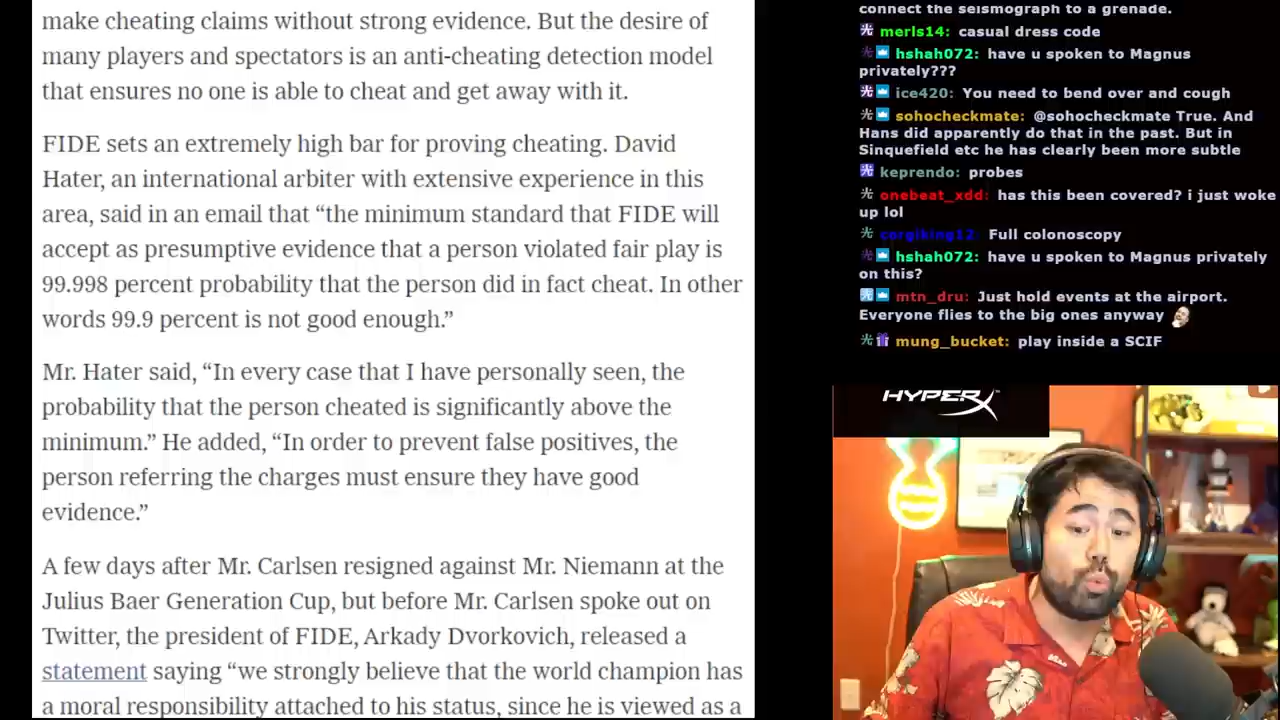 make cheating claims without strong evidence. But the desire of
many players and spectators is an anti-cheating detection model
that ensures no one is able to cheat and get away with it.
FIDE sets an extremely high bar for proving cheating. David
Hater, an international arbiter with extensive experience in this
area, said in an email that “the minimum standard that FIDE will
accept as presumptive evidence that a person violated fair play is
99.998 percent probability that the person did in fact cheat. In other
words 99.9 percent is not good enough.”
Mr. Hater said, “In every case that I have personally seen, the
probability that the person cheated is significantly above the
minimum.” He added, “In order to prevent false positives, the
person referring the charges must ensure they have good
evidence.”
A few days after Mr. Carlsen resigned against Mr. Niemann at the
Julius Baer Generation Cup, but before Mr. Carlsen spoke out on
Twitter, the president of FIDE, Arkady Dvorkovich, released a
statement saying “we strongly believe that the world champion has
a moral responsibility attached to his status, since he is viewed as a
connect the seismograph to a grenade.
merls14: casual dress code
hshah072: have u spoken to Magnus
privately???
ice420: You need to bend over and cough
sohocheckmate: @sohocheckmate True. And
Hans did apparently do that in the past. But in
Sinquefield etc he has clearly been more subtle
keprendo: probes
onebeat_xdd: has this been covered? i just woke
up lol
corgiking12: Full colonoscopy
hshah072: have u spoken to Magnus privately
on this?
mtn_dru: Just hold events at the airport.
Everyone flies to the big ones anyway
mung_bucket: play inside a SCIF
HYPERX